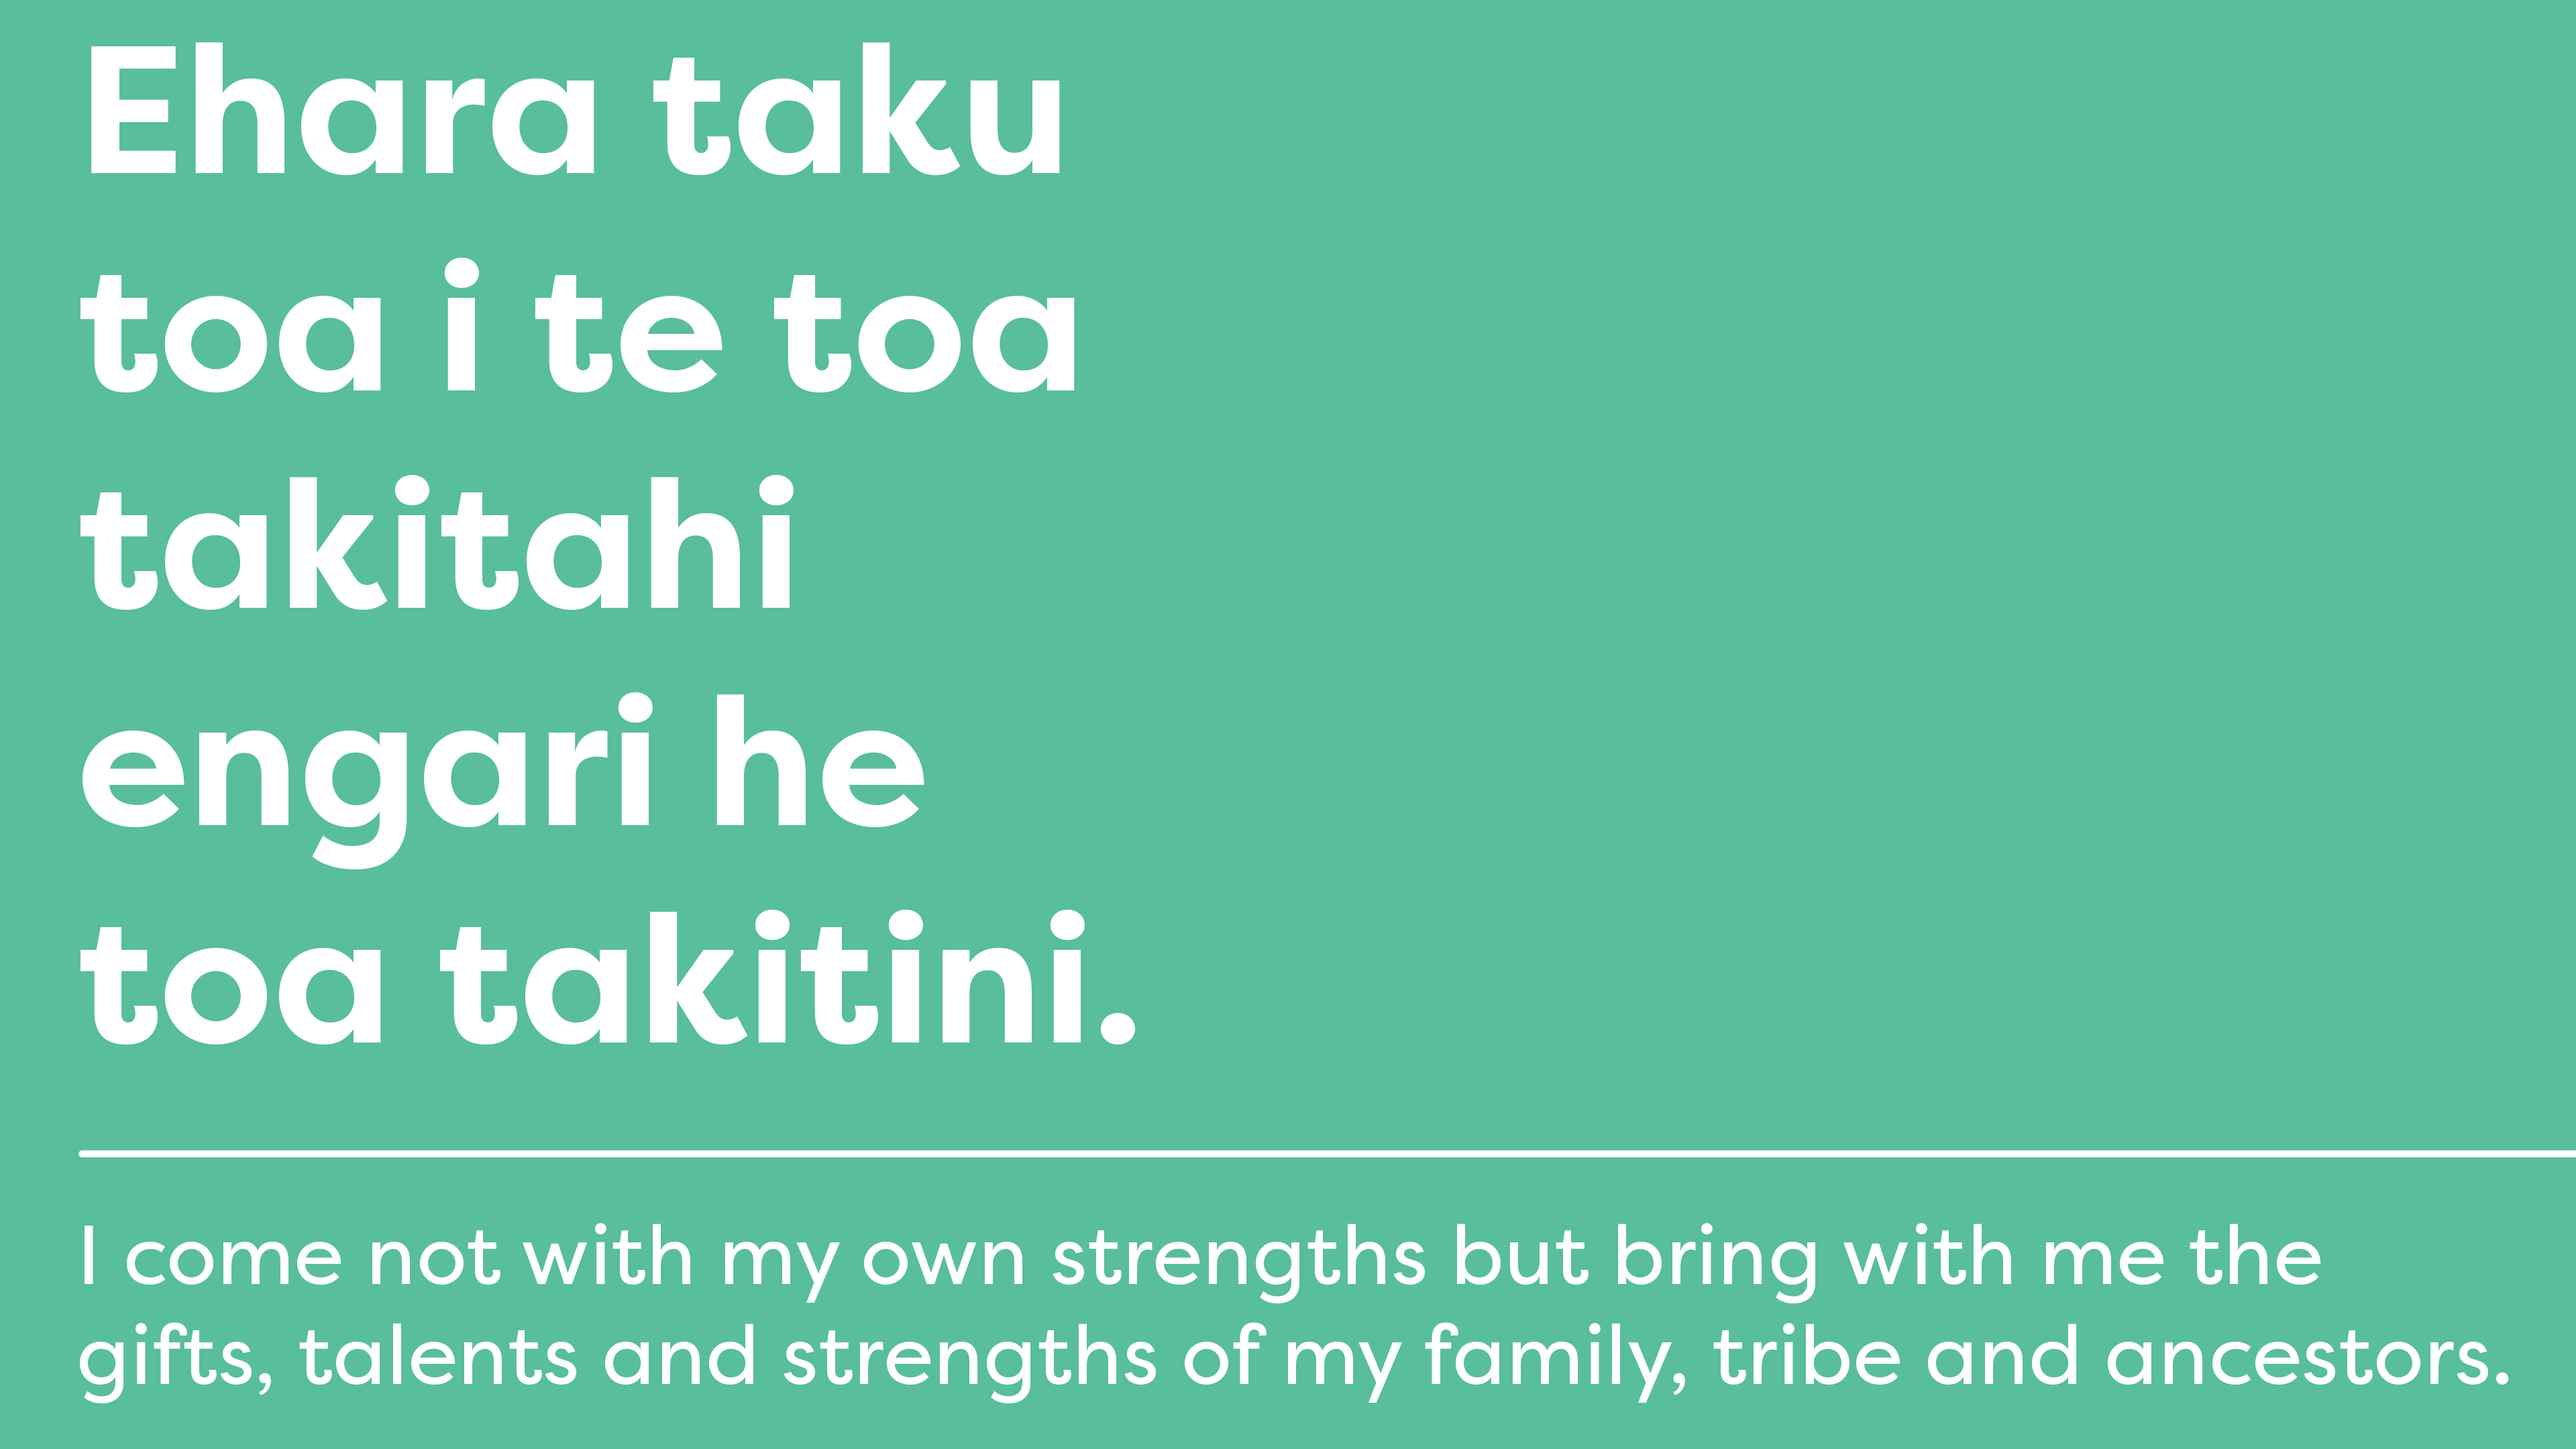 Ehara taku
toa i te toa
takitahi
engari he
toa takitini.
I come not with my own strengths but bring with me the
gifts, talents and strengths of my family, tribe and ancestors.